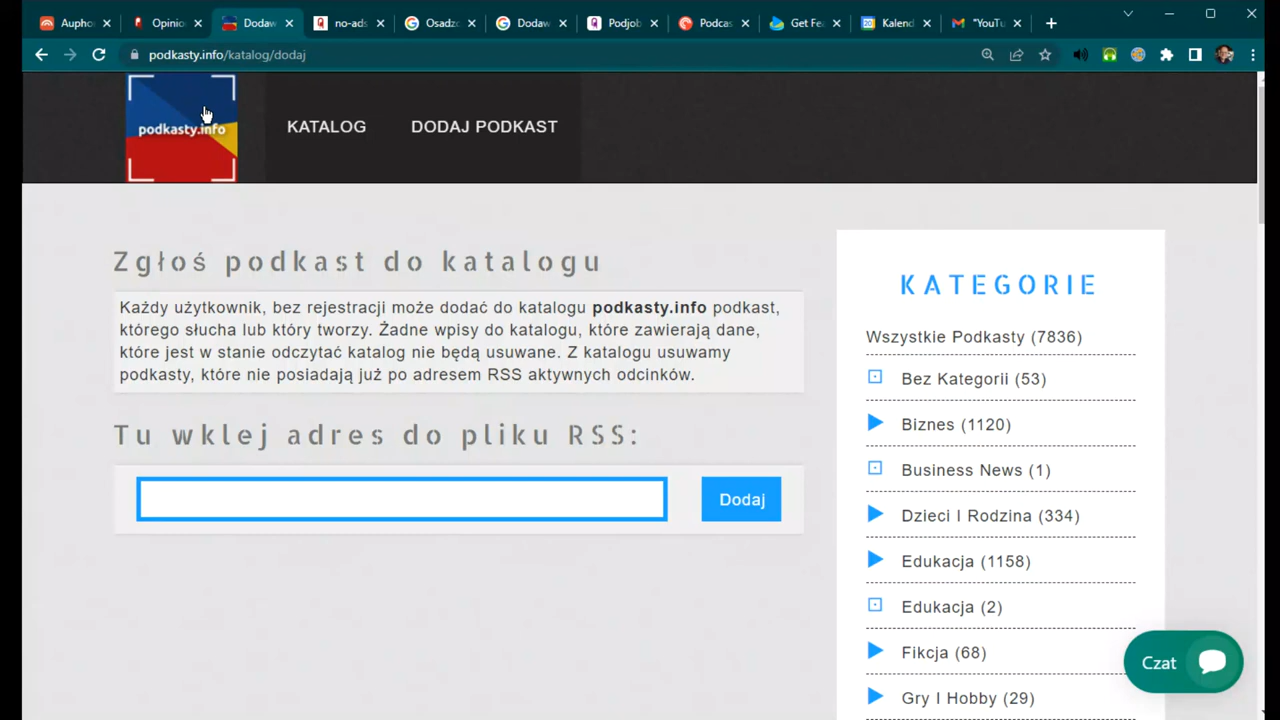 Auphc
Opinio
Dodaw
no-ads
Osadzc
Dodaw
Podjob
Podcas
Get Fe
Kalend
"YouTu
podkasty.info/katalog/dodaj
podkasty.info
KATALOG
DODAJ PODKAST
Zgłoś podkast do katalogu
Każdy użytkownik, bez rejestracji może dodać do katalogu podkasty.info podkast,
którego słucha lub który tworzy. Żadne wpisy do katalogu, które zawierają dane,
które jest w stanie odczytać katalog nie będą usuwane. Z katalogu usuwamy
podkasty, które nie posiadają już po adresem RSS aktywnych odcinków.
Tu wklej adres do pliku RSS:
Dodaj
KATEGORIE
Wszystkie Podkasty (7836)
Bez Kategorii (53)
Biznes (1120)
Business News (1)
Dzieci I Rodzina (334)
Edukacja (1158)
Edukacja (2)
Fikcja (68)
Gry I Hobby (29)
Czat